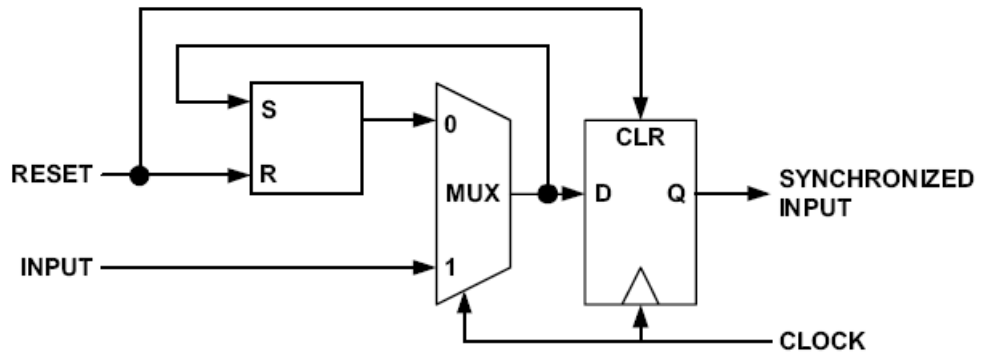 CLR
S
0
R
RESET
MUX
D
Q
SYNCHRONIZED
INPUT
INPUT
1
CLOCK